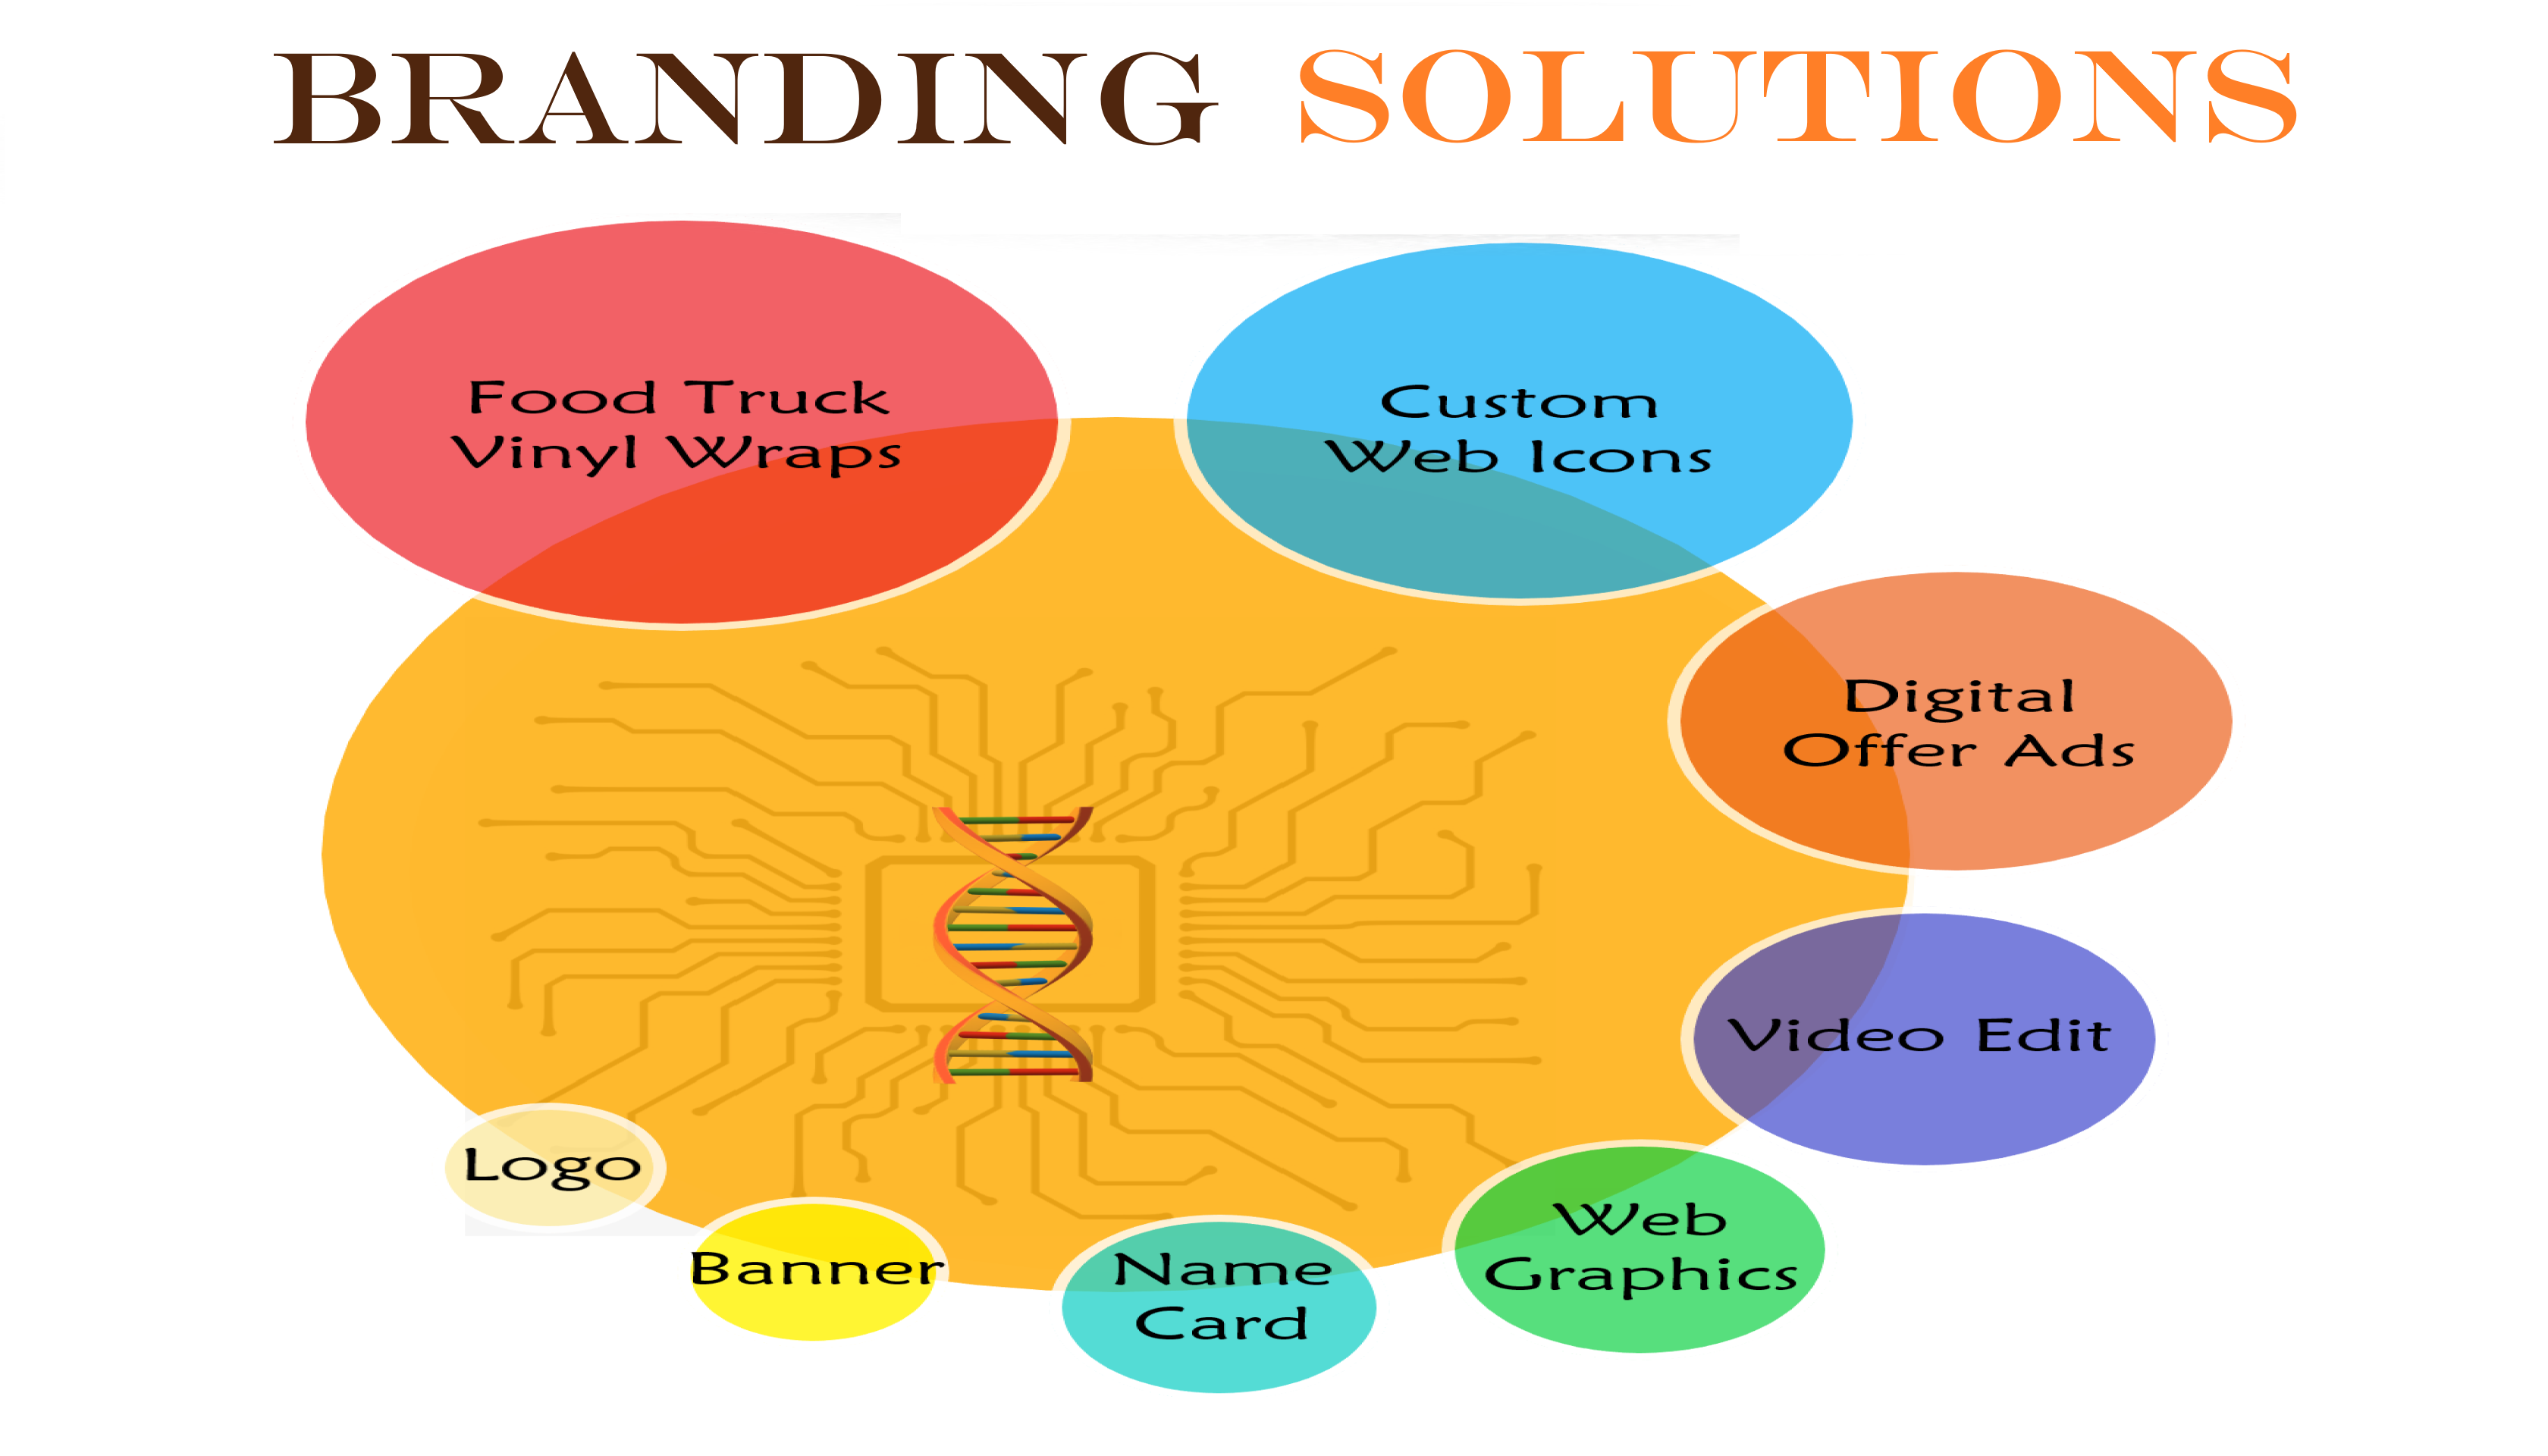 BRANDING SOLUTIONS
Food Truck
Vinyl Wraps
Custom
Web Icons
Digital
Offer Ads
Video Edit
Web
Graphics
Name
Card
Banner
Logo